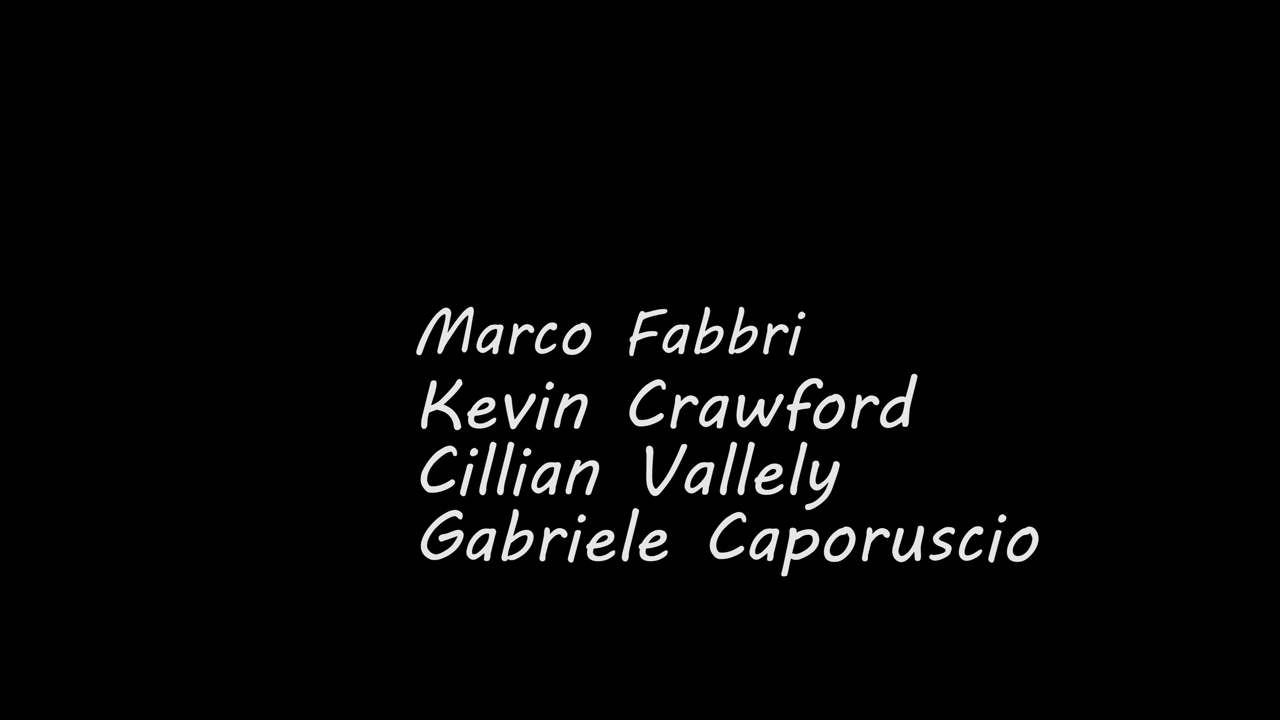 Marco Fabbri
Kevin Crawford
Cillian Vallely
Gabriele Caporuscio